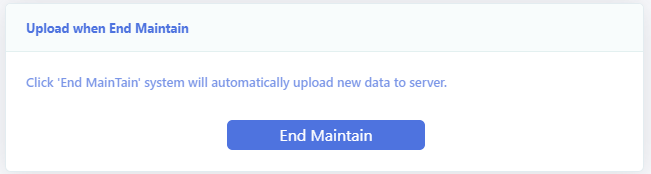 Upload when End Maintain
Click 'End MainTain' system will automatically upload new data to server.
End Maintain